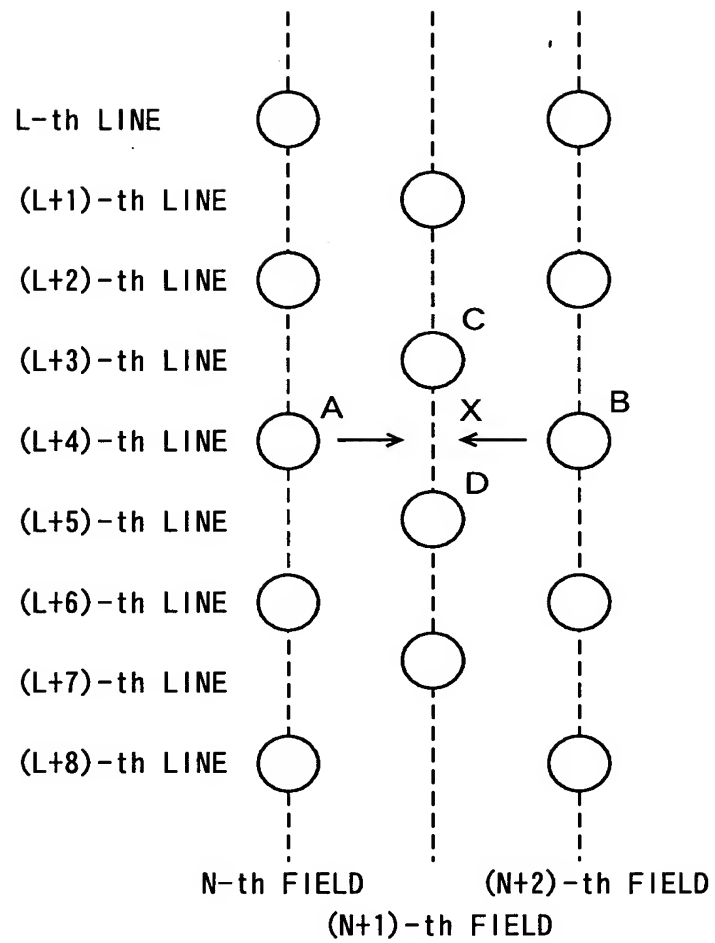 L-th LINE
(L+1)-th LINE
(L+2)-th LINE
C
(L+3)-th LINE
A
X
B
(L+4)-th LINE
D
(L+5)-th LINE
(L+6)-th LINE
(L+7)-th LINE
(L+8)-th LINE
N-th FIELD
(N+2)-th FIELD
(N+1)-th FIELD